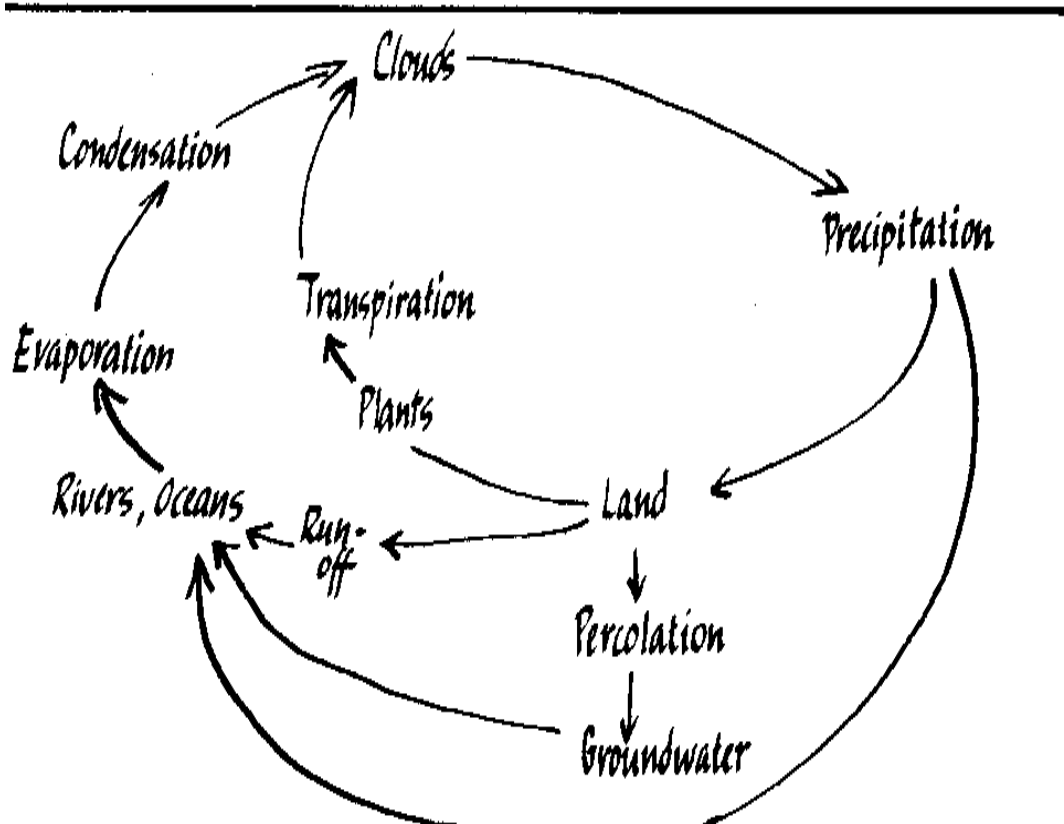 Clouds
Condensation
Precipitation
Transpiration
Evaporation
Plants
Rivers, Oceans
Land
Run-
off
Percolation
Groundwater